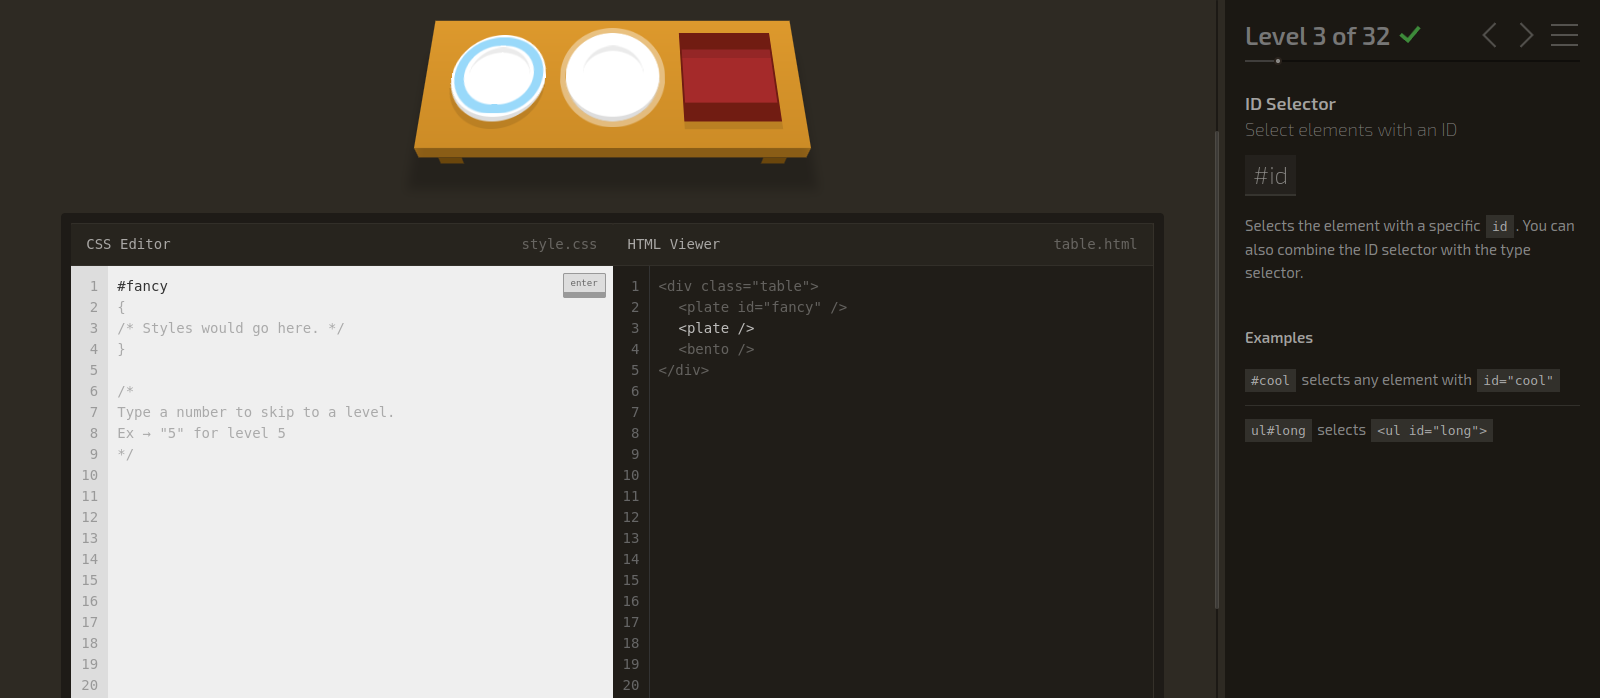 CSS Editor style.css
1 #fancy enter
2 {
3 /* Styles would go here. */
4 }
5
6 /*
7 Type a number to skip to a level.
8 Ex → "5" for level 5
9 */
10
11
12
13
14
15
16
17
18
19
20
HTML Viewer table.html
1 <div class="table">
2 <plate id="fancy" />
3 <plate />
4 <bento />
5 </div>
6
7
8
9
10
11
12
13
14
15
16
17
18
19
20
Level 3 of 32
ID Selector
Select elements with an ID
#id
Selects the element with a specific id. You can
also combine the ID selector with the type
selector.
Examples
#cool selects any element with id="cool"
ul#long selects <ul id="long">